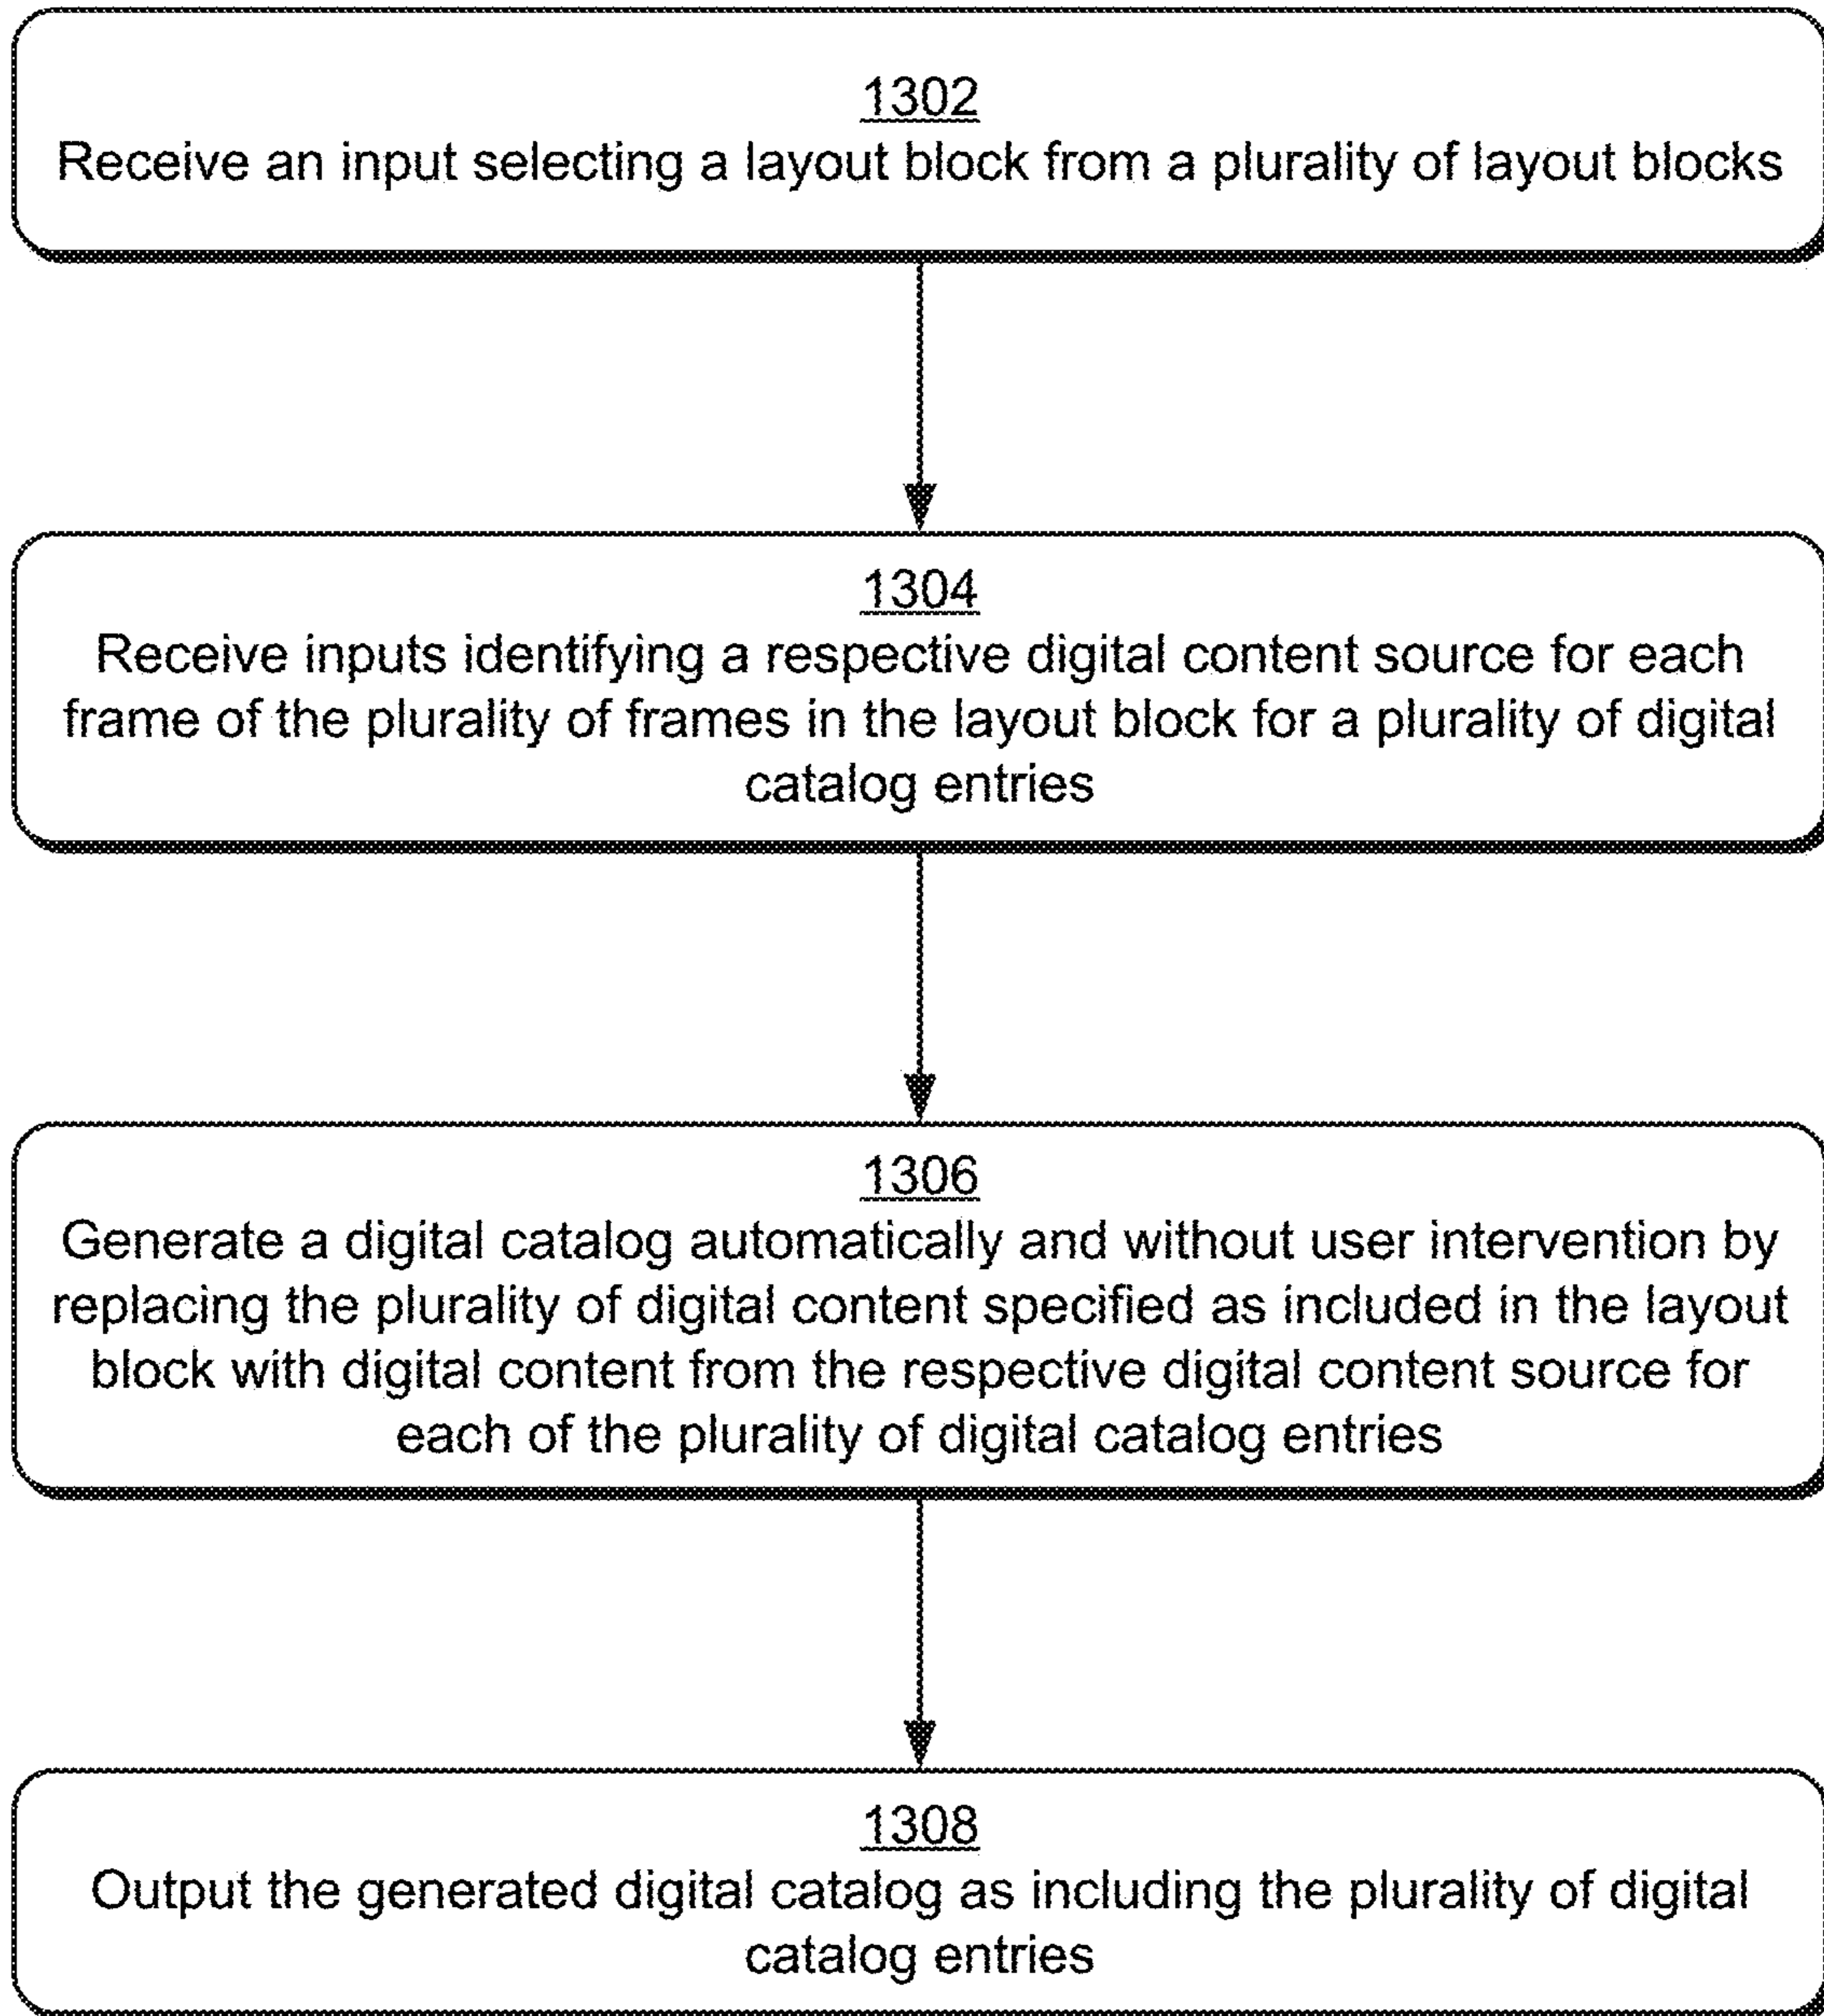 1302
Receive an input selecting a layout block from a plurality of layout blocks
1304
Receive inputs identifying a respective digital content source for each
frame of the plurality of frames in the layout block for a plurality of digital
catalog entries
1306
Generate a digital catalog automatically and without user intervention by
replacing the plurality of digital content specified as included in the layout
block with digital content from the respective digital content source for
each of the plurality of digital catalog entries
1308
Output the generated digital catalog as including the plurality of digital
catalog entries